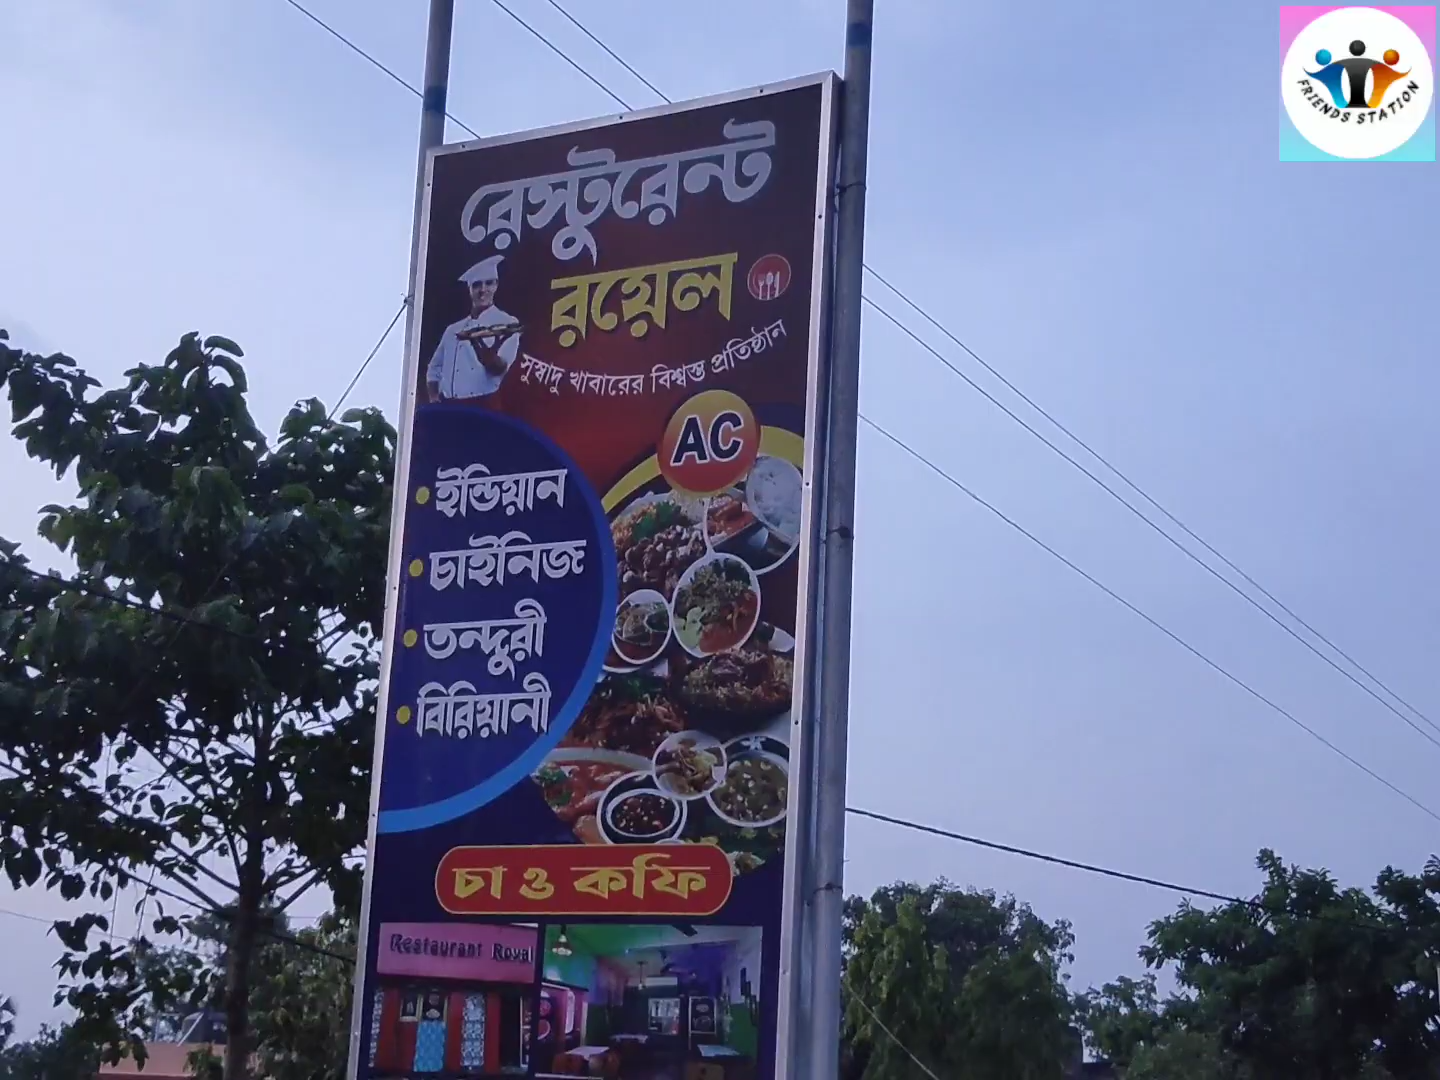 রেস্টুরেন্ট
রয়েল
সুস্বাদু খাবারের বিশ্বস্ত প্রতিষ্ঠান
AC
ইন্ডিয়ান
চাইনিজ
তন্দুরী
বিরিয়ানী
চা ও কফি
Restaurant Royal
FRIENDS STATION